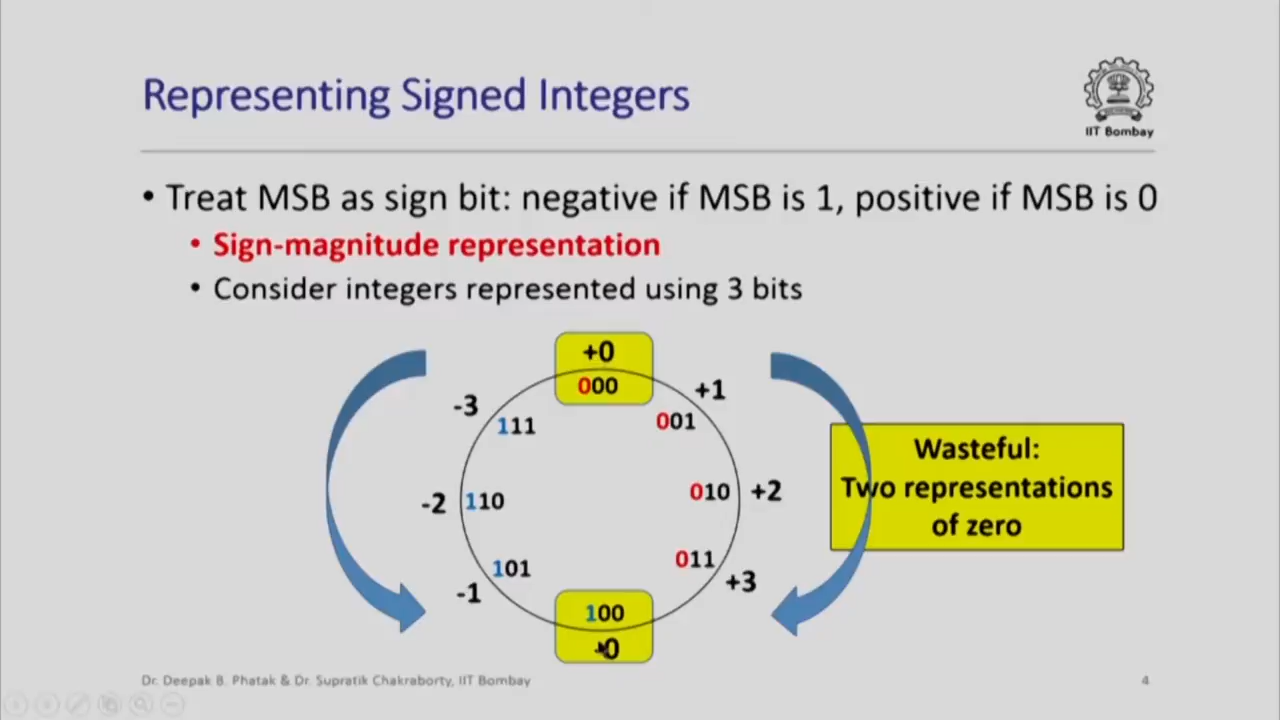 Representing Signed Integers
IIT Bombay
• Treat MSB as sign bit: negative if MSB is 1, positive if MSB is 0
• Sign-magnitude representation
• Consider integers represented using 3 bits
+0
000
-3
111
+1
001
-2
110
010
+2
101
-1
011
+3
100
-0
Wasteful:
Two representations
of zero
Dr. Deepak B. Phatak & Dr. Supratik Chakraborty, IIT Bombay
4